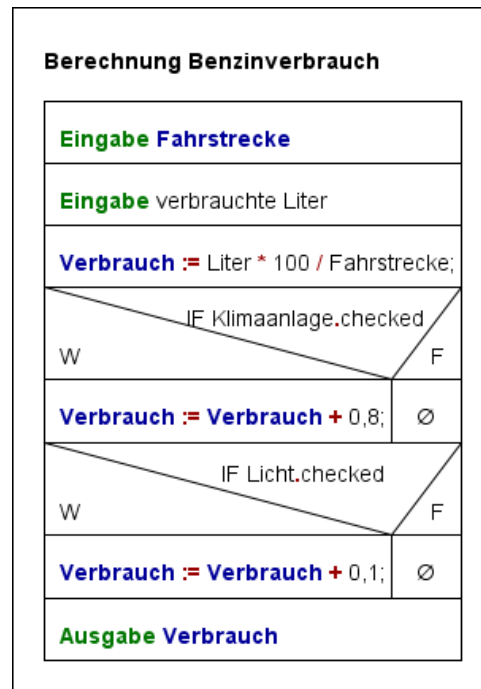 Berechnung Benzinverbrauch
Eingabe Fahrstrecke
Eingabe verbrauchte Liter
Verbrauch := Liter * 100 / Fahrstrecke;
IF Klimaanlage.checked
W F
Verbrauch := Verbrauch + 0,8; ∅
IF Licht.checked
W F
Verbrauch := Verbrauch + 0,1; ∅
Ausgabe Verbrauch